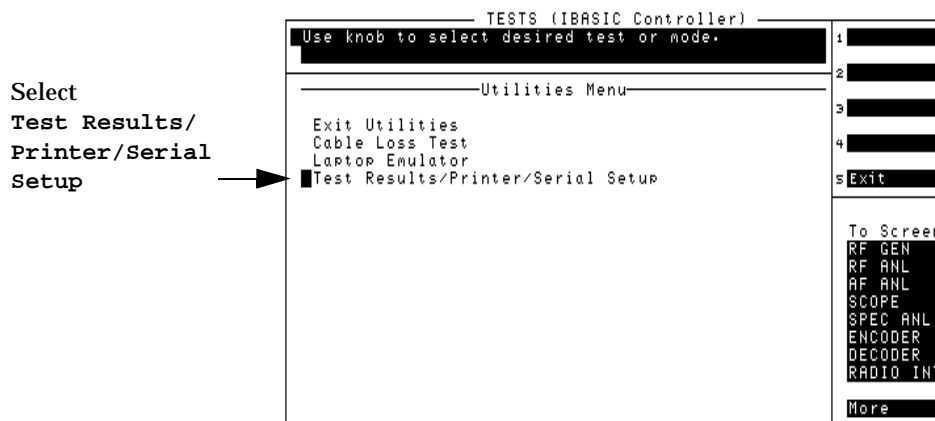 TESTS (IBASIC Controller)
Use knob to select desired test or mode.
Utilities Menu
Exit Utilities
Cable Loss Test
Laptop Emulator
Test Results/Printer/Serial Setup
Select
Test Results/
Printer/Serial
Setup
1
2
3
4
5 Exit
To Screen
RF GEN
RF ANL
AF ANL
SCOPE
SPEC ANL
ENCODER
DECODER
RADIO INT
More